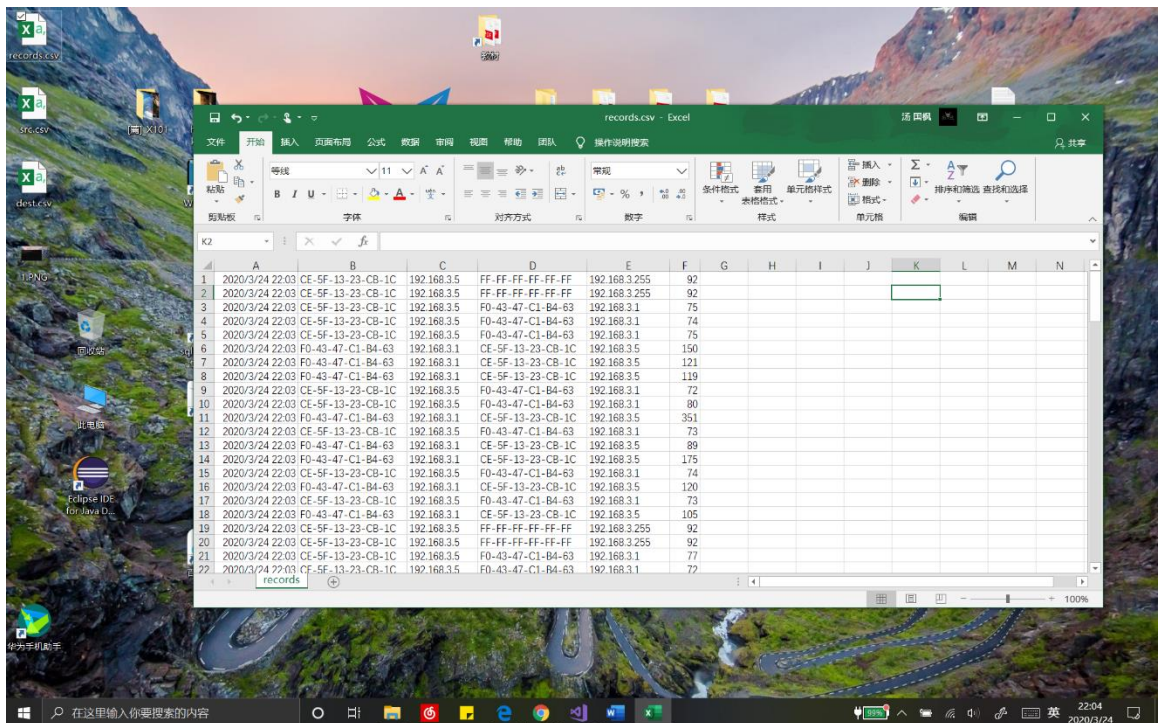 records.csv
src.csv
[黄] X101
dest.csv
1.PNG
回收站
此电脑
Eclipse IDE
for Java D...
华为手机助手
records.csv - Excel
汤 国枫
文件 开始 插入 页面布局 公式 数据 审阅 视图 帮助 团队 操作说明搜索 共享
等线 11 常规
粘贴 B I U A 条件格式 套用 表格格式 单元格样式 插入 删除 格式 排序和筛选 查找和选择
剪贴板 字体 对齐方式 数字 样式 单元格 编辑
K2 fx
A B C D E F G H I J K L M N
1 2020/3/24 22:03 CE-5F-13-23-CB-1C 192.168.3.5 FF-FF-FF-FF-FF-FF 192.168.3.255 92
2 2020/3/24 22:03 CE-5F-13-23-CB-1C 192.168.3.5 FF-FF-FF-FF-FF-FF 192.168.3.255 92
3 2020/3/24 22:03 CE-5F-13-23-CB-1C 192.168.3.5 F0-43-47-C1-B4-63 192.168.3.1 75
4 2020/3/24 22:03 CE-5F-13-23-CB-1C 192.168.3.5 F0-43-47-C1-B4-63 192.168.3.1 74
5 2020/3/24 22:03 CE-5F-13-23-CB-1C 192.168.3.5 F0-43-47-C1-B4-63 192.168.3.1 75
6 2020/3/24 22:03 F0-43-47-C1-B4-63 192.168.3.1 CE-5F-13-23-CB-1C 192.168.3.5 150
7 2020/3/24 22:03 F0-43-47-C1-B4-63 192.168.3.1 CE-5F-13-23-CB-1C 192.168.3.5 121
8 2020/3/24 22:03 F0-43-47-C1-B4-63 192.168.3.1 CE-5F-13-23-CB-1C 192.168.3.5 119
9 2020/3/24 22:03 CE-5F-13-23-CB-1C 192.168.3.5 F0-43-47-C1-B4-63 192.168.3.1 72
10 2020/3/24 22:03 CE-5F-13-23-CB-1C 192.168.3.5 F0-43-47-C1-B4-63 192.168.3.1 80
11 2020/3/24 22:03 F0-43-47-C1-B4-63 192.168.3.1 CE-5F-13-23-CB-1C 192.168.3.5 351
12 2020/3/24 22:03 CE-5F-13-23-CB-1C 192.168.3.5 F0-43-47-C1-B4-63 192.168.3.1 73
13 2020/3/24 22:03 F0-43-47-C1-B4-63 192.168.3.1 CE-5F-13-23-CB-1C 192.168.3.5 89
14 2020/3/24 22:03 F0-43-47-C1-B4-63 192.168.3.1 CE-5F-13-23-CB-1C 192.168.3.5 175
15 2020/3/24 22:03 CE-5F-13-23-CB-1C 192.168.3.5 F0-43-47-C1-B4-63 192.168.3.1 74
16 2020/3/24 22:03 F0-43-47-C1-B4-63 192.168.3.1 CE-5F-13-23-CB-1C 192.168.3.5 120
17 2020/3/24 22:03 CE-5F-13-23-CB-1C 192.168.3.5 F0-43-47-C1-B4-63 192.168.3.1 73
18 2020/3/24 22:03 F0-43-47-C1-B4-63 192.168.3.1 CE-5F-13-23-CB-1C 192.168.3.5 105
19 2020/3/24 22:03 CE-5F-13-23-CB-1C 192.168.3.5 FF-FF-FF-FF-FF-FF 192.168.3.255 92
20 2020/3/24 22:03 CE-5F-13-23-CB-1C 192.168.3.5 FF-FF-FF-FF-FF-FF 192.168.3.255 92
21 2020/3/24 22:03 CE-5F-13-23-CB-1C 192.168.3.5 F0-43-47-C1-B4-63 192.168.3.1 77
22 2020/3/24 22:03 CE-5F-13-23-CB-1C 192.168.3.5 F0-43-47-C1-B4-63 192.168.3.1 72
records
100%
在这里输入你要搜索的内容
99% 英 22:04
2020/3/24